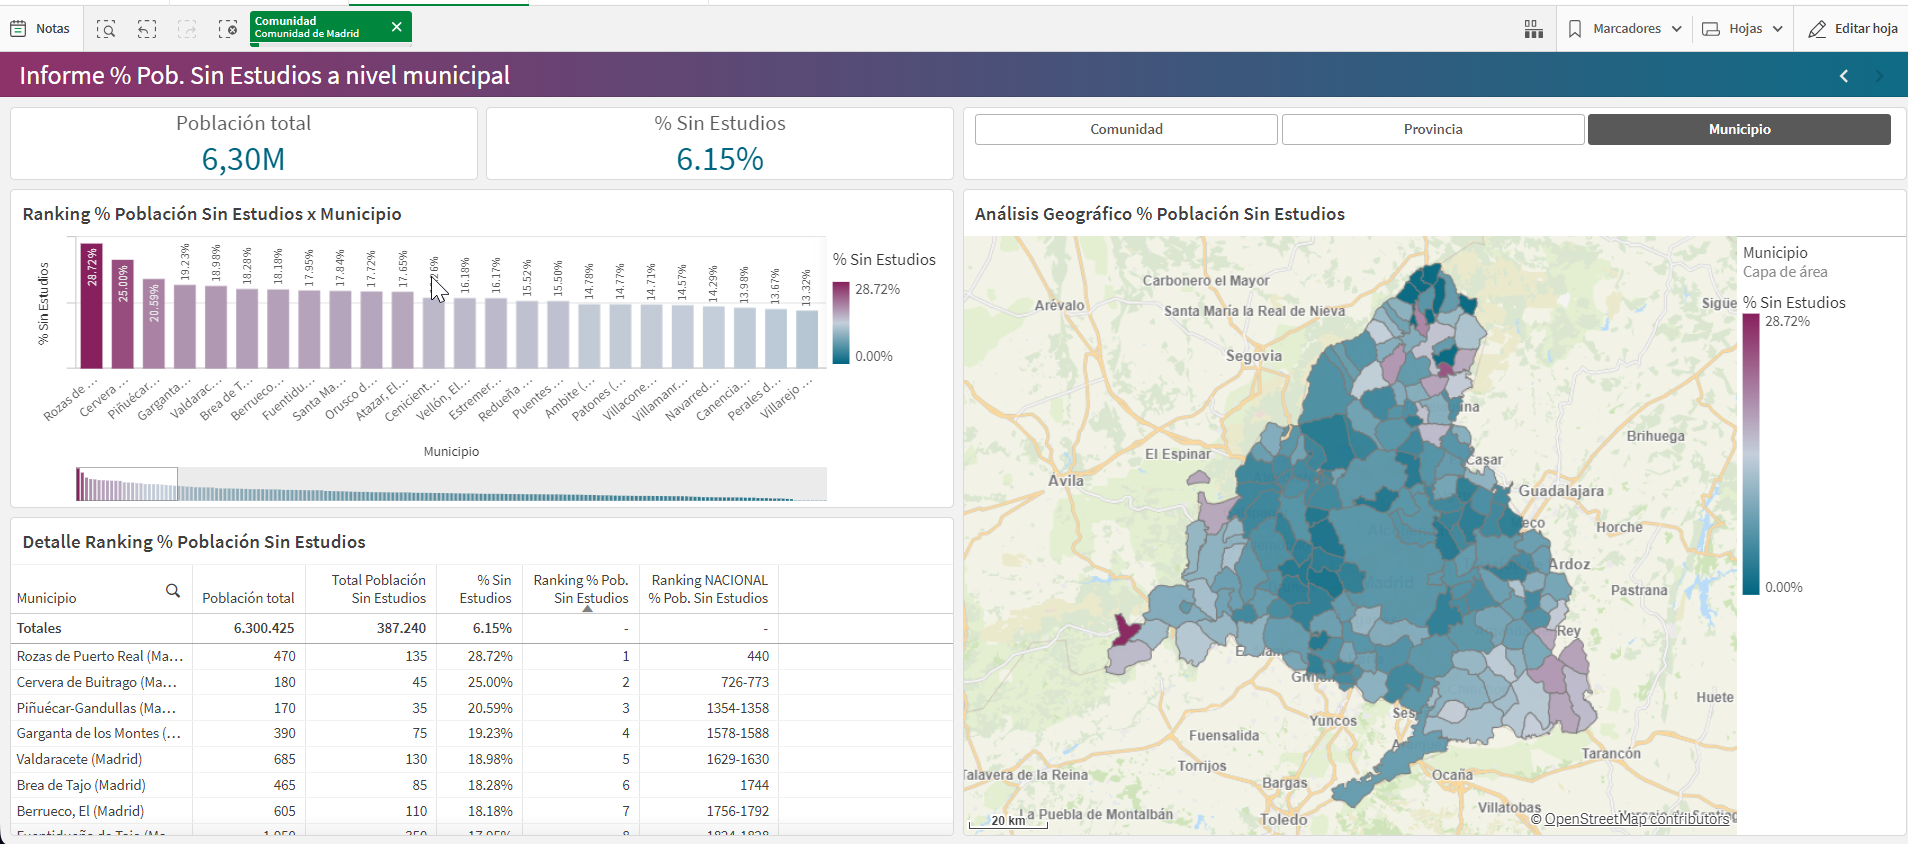 Notas
Comunidad
Comunidad de Madrid
Marcadores
Hojas
Editar hoja
Informe % Pob. Sin Estudios a nivel municipal
Población total
6,30M
% Sin Estudios
6.15%
Comunidad
Provincia
Municipio
Ranking % Población Sin Estudios x Municipio
% Sin Estudios
28.72%
25.00%
20.59%
19.23%
18.98%
18.28%
18.18%
17.95%
17.84%
17.72%
17.65%
16.18%
16.17%
15.52%
15.50%
14.78%
14.77%
14.71%
14.57%
14.29%
13.98%
13.67%
13.32%
Rozas de ...
Cervera ...
Piñuécar...
Garganta...
Valdarac...
Brea de T...
Berrueco...
Fuentidu...
Santa Ma...
Orusco d...
Atazar, El...
Cenicient...
Vellón, El...
Estremer...
Redueña ...
Puentes ...
Ambite (...
Patones (...
Villacone...
Villamanr...
Navarred...
Canencia...
Perales d...
Villarejo ...
Municipio
% Sin Estudios
28.72%
0.00%
Detalle Ranking % Población Sin Estudios
Municipio Población total Total Población Sin Estudios % Sin Estudios Ranking % Pob. Sin Estudios Ranking NACIONAL % Pob. Sin Estudios
Totales 6.300.425 387.240 6.15% - -
Rozas de Puerto Real (Ma... 470 135 28.72% 1 440
Cervera de Buitrago (Ma... 180 45 25.00% 2 726-773
Piñuécar-Gandullas (Ma... 170 35 20.59% 3 1354-1358
Garganta de los Montes (... 390 75 19.23% 4 1578-1588
Valdaracete (Madrid) 685 130 18.98% 5 1629-1630
Brea de Tajo (Madrid) 465 85 18.28% 6 1744
Berrueco, El (Madrid) 605 110 18.18% 7 1756-1792
Análisis Geográfico % Población Sin Estudios
Carbonero el Mayor
Arévalo
Santa María la Real de Nieva
Sigüe
Segovia
ina
Brihuega
El Espinar
Casar
Ávila
Guadalajara
eco
Horche
Ardoz
Madrid
Pastrana
Rey
Huete
Yuncos
Ses
Fuensalida
Tarancón
Torrijos
Talavera de la Reina
Bargas
Ocaña
Villatobas
La Puebla de Montalbán
Toledo
20 km
© OpenStreetMap contributors
Municipio
Capa de área
% Sin Estudios
28.72%
0.00%